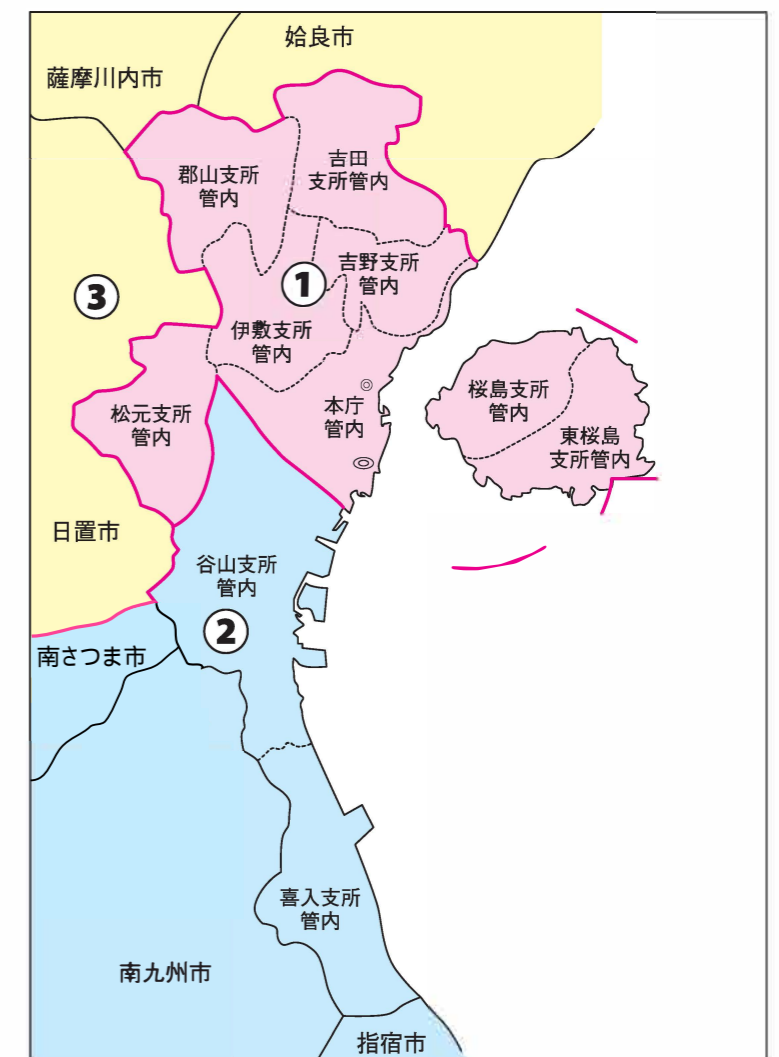 姶良市
薩摩川内市
吉田
支所管内
郡山支所
管内
吉野支所
管内
①
③
伊敷支所
管内
桜島支所
管内
本庁
管内
松元支所
管内
東桜島
支所管内
日置市
谷山支所
管内
②
南さつま市
喜入支所
管内
南九州市
指宿市